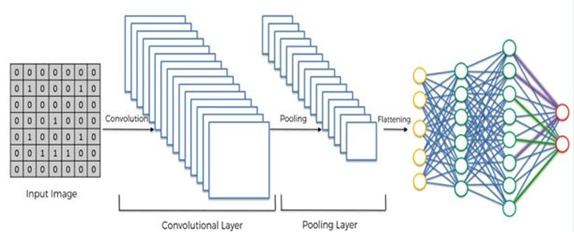 0 0 0 0 0 0 0
0 1 0 0 0 1 0
0 0 0 0 0 0 0
0 0 0 1 0 0 0
0 1 0 0 0 1 0
0 0 1 1 1 0 0
0 0 0 0 0 0 0
Input Image
Convolution
Convolutional Layer
Pooling
Pooling Layer
Flattening